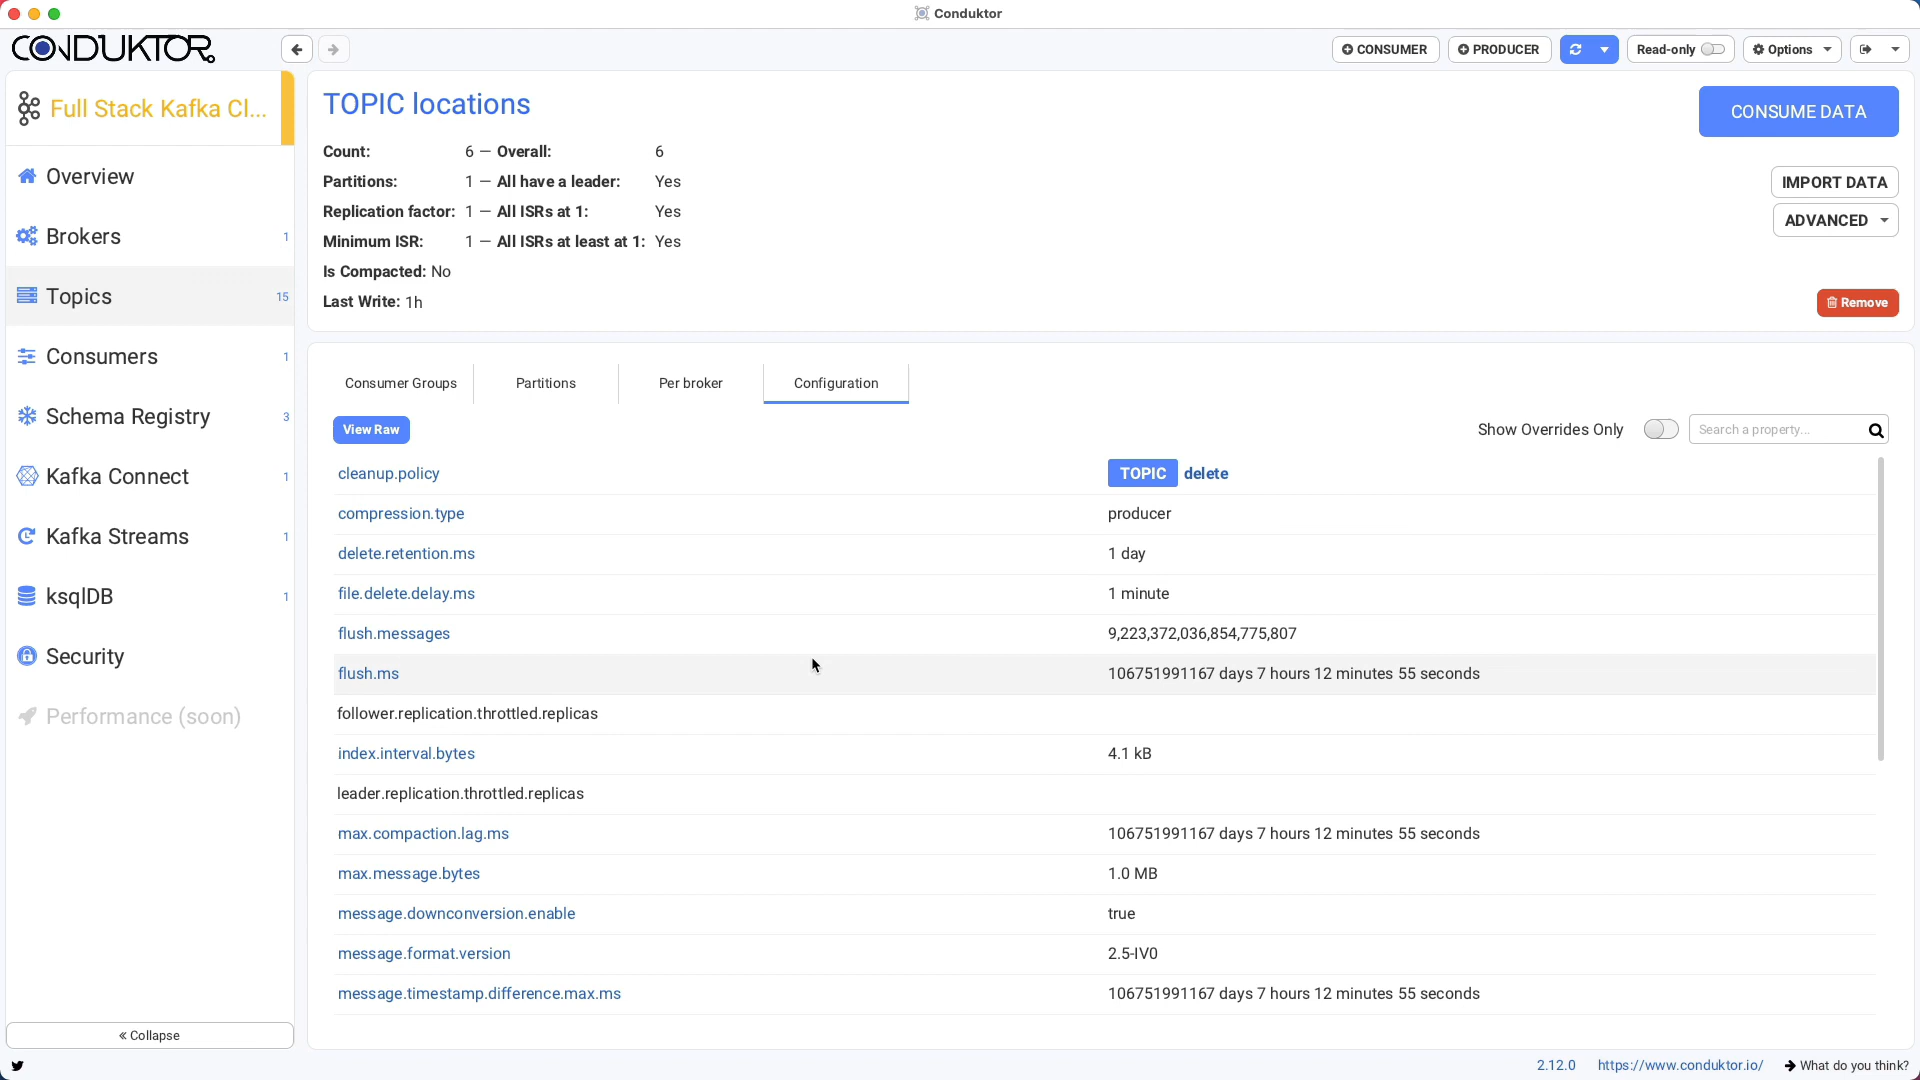 Conduktor
CONDUKTOR
CONSUMER
PRODUCER
Read-only
Options
Full Stack Kafka Cl...
Overview
Brokers 1
Topics 15
Consumers 1
Schema Registry 3
Kafka Connect 1
Kafka Streams 1
ksqlDB 1
Security
Performance (soon)
« Collapse
TOPIC locations
CONSUME DATA
Count: 6 — Overall: 6
Partitions: 1 — All have a leader: Yes
Replication factor: 1 — All ISRs at 1: Yes
Minimum ISR: 1 — All ISRs at least at 1: Yes
Is Compacted: No
Last Write: 1h
IMPORT DATA
ADVANCED
Remove
Consumer Groups
Partitions
Per broker
Configuration
View Raw
Show Overrides Only
Search a property...
cleanup.policy TOPIC delete
compression.type producer
delete.retention.ms 1 day
file.delete.delay.ms 1 minute
flush.messages 9,223,372,036,854,775,807
flush.ms 106751991167 days 7 hours 12 minutes 55 seconds
follower.replication.throttled.replicas
index.interval.bytes 4.1 kB
leader.replication.throttled.replicas
max.compaction.lag.ms 106751991167 days 7 hours 12 minutes 55 seconds
max.message.bytes 1.0 MB
message.downconversion.enable true
message.format.version 2.5-IV0
message.timestamp.difference.max.ms 106751991167 days 7 hours 12 minutes 55 seconds
2.12.0
https://www.conduktor.io/
What do you think?